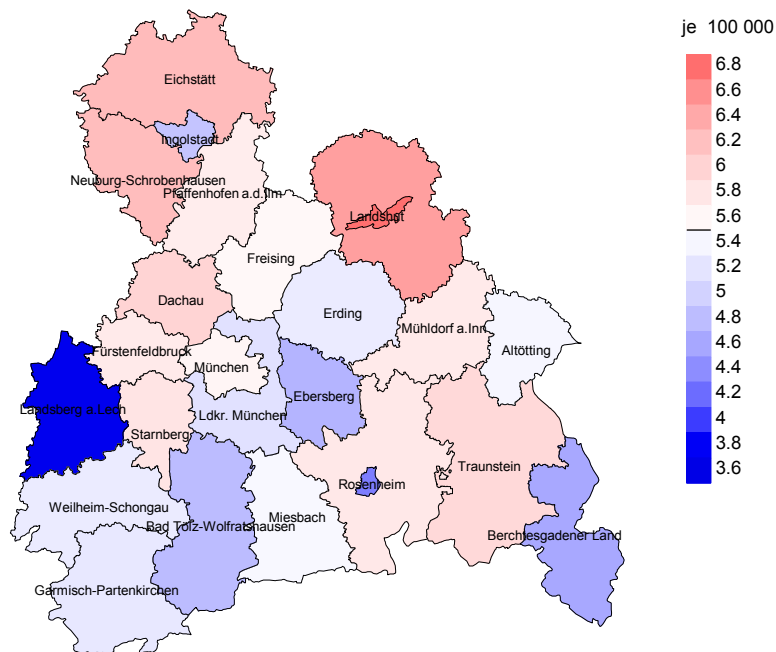 je 100 000
6.8
6.6
6.4
6.2
6
5.8
5.6
5.4
5.2
5
4.8
4.6
4.4
4.2
4
3.8
3.6
Eichstätt
Ingolstadt
Neuburg-Schrobenhausen
Pfaffenhofen a.d.Ilm
Landshut
Freising
Dachau
Erding
Mühldorf a.Inn
Altötting
Fürstenfeldbruck
München
Ebersberg
Landsberg a.Lech
Ldkr. München
Starnberg
Traunstein
Rosenheim
Weilheim-Schongau
Miesbach
Bad Tölz-Wolfratshausen
Berchtesgadener Land
Garmisch-Partenkirchen